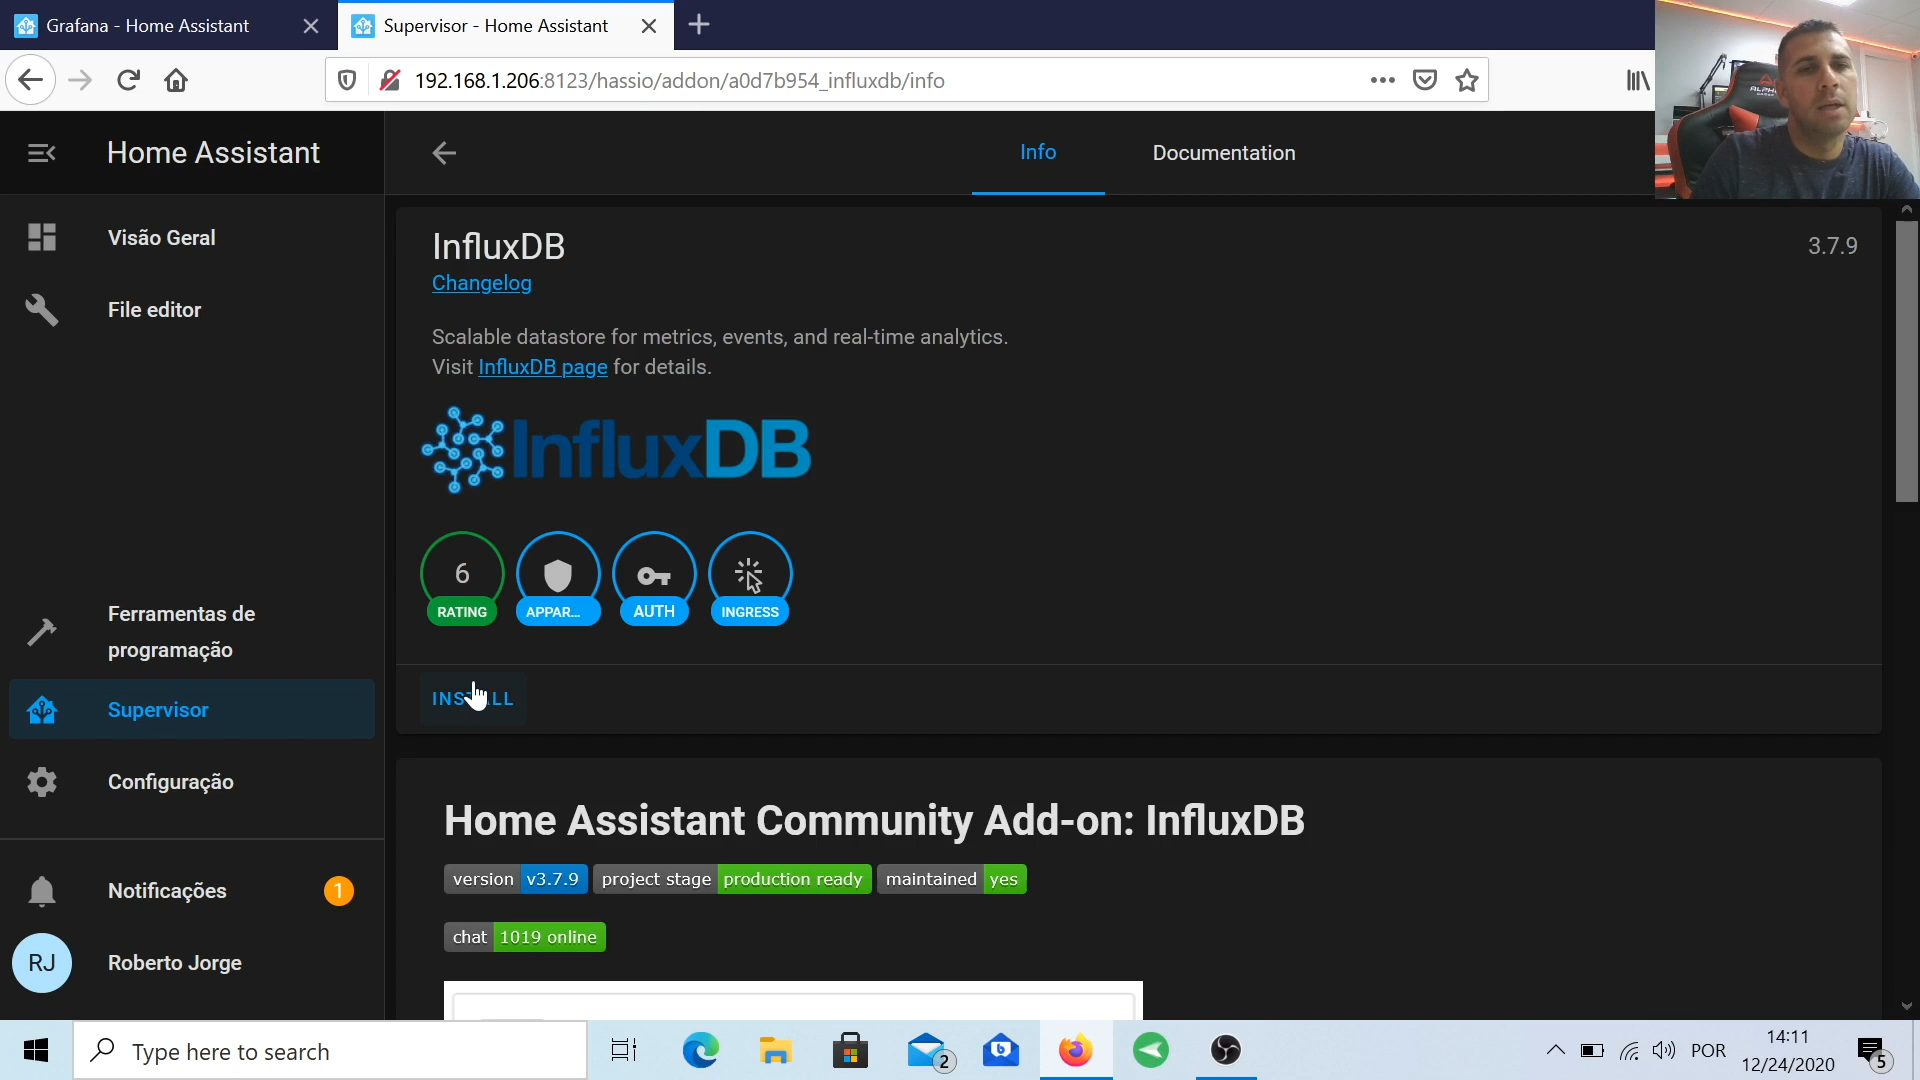 Grafana - Home Assistant
Supervisor - Home Assistant
192.168.1.206:8123/hassio/addon/a0d7b954_influxdb/info
Home Assistant
Info
Documentation
Visão Geral
File editor
Ferramentas de
programação
Supervisor
Configuração
Notificações
1
RJ
Roberto Jorge
InfluxDB
3.7.9
Changelog
Scalable datastore for metrics, events, and real-time analytics.
Visit InfluxDB page for details.
InfluxDB
6
RATING
APPAR...
AUTH
INGRESS
INSTALL
Home Assistant Community Add-on: InfluxDB
version v3.7.9 project stage production ready maintained yes
chat 1019 online
Type here to search
2
POR
14:11
12/24/2020
5